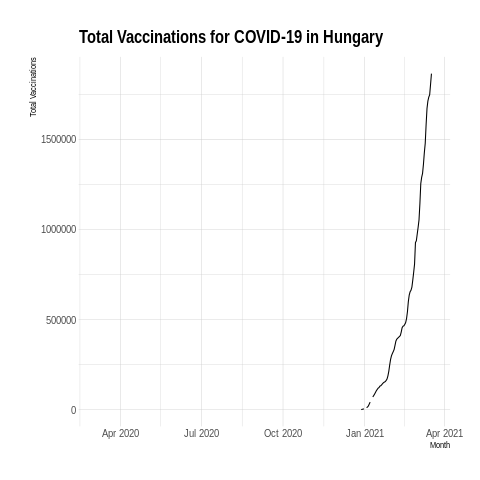 Total Vaccinations for COVID-19 in Hungary
Total Vaccinations
1500000
1000000
500000
0
Apr 2020 Jul 2020 Oct 2020 Jan 2021 Apr 2021
Month